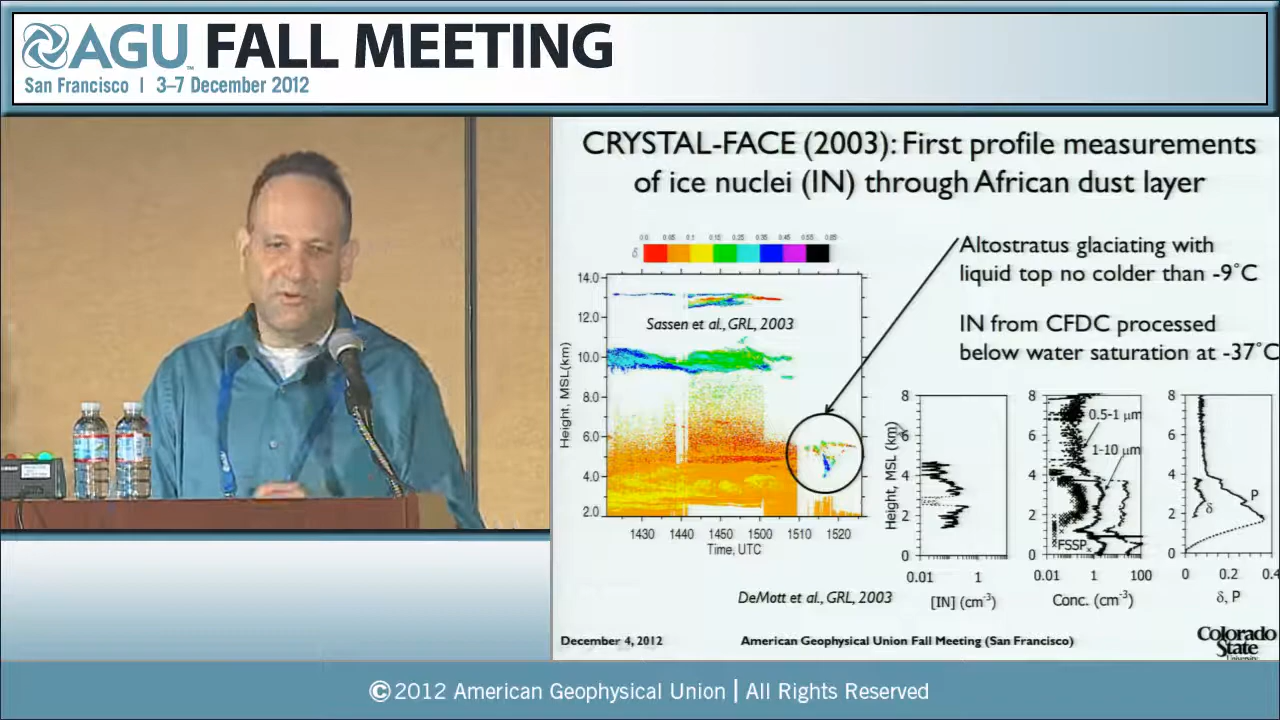 AGU FALL MEETING
San Francisco | 3–7 December 2012
CRYSTAL-FACE (2003): First profile measurements
of ice nuclei (IN) through African dust layer
Altostratus glaciating with
liquid top no colder than -9˚C
IN from CFDC processed
below water saturation at -37˚C
δ
14.0
12.0
10.0
8.0
6.0
4.0
2.0
Height, MSL(km)
Sassen et al., GRL, 2003
1430 1440 1450 1500 1510 1520
Time, UTC
Height, MSL (km)
8
6
4
2
0
0.01 1
[IN] (cm-3)
8
6
4
2
0
0.5-1 μm
1-10 μm
FSSP
0.01 1 100
Conc. (cm-3)
8
6
4
2
0
P
δ
0 0.2 0.4
δ, P
DeMott et al., GRL, 2003
December 4, 2012
American Geophysical Union Fall Meeting (San Francisco)
Colorado
State
University
©2012 American Geophysical Union | All Rights Reserved